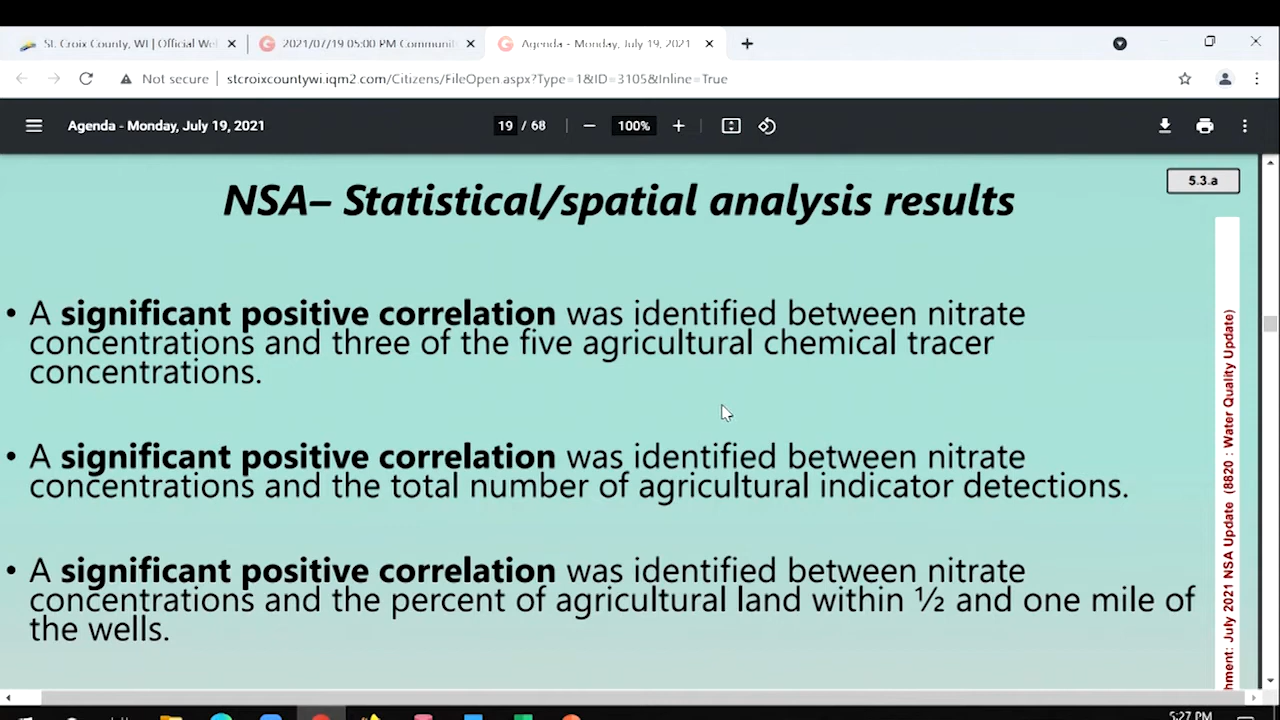 St. Croix County, WI | Official Wel
2021/07/19 05:00 PM Communit
Agenda - Monday, July 19, 2021
Not secure
stcroixcountywi.iqm2.com/Citizens/FileOpen.aspx?Type=1&ID=3105&Inline=True
Agenda - Monday, July 19, 2021
19 / 68
100%
5.3.a
NSA– Statistical/spatial analysis results
• A significant positive correlation was identified between nitrate
concentrations and three of the five agricultural chemical tracer
concentrations.
• A significant positive correlation was identified between nitrate
concentrations and the total number of agricultural indicator detections.
• A significant positive correlation was identified between nitrate
concentrations and the percent of agricultural land within ½ and one mile of
the wells.
hment: July 2021 NSA Update (8820 : Water Quality Update)
5:27 PM